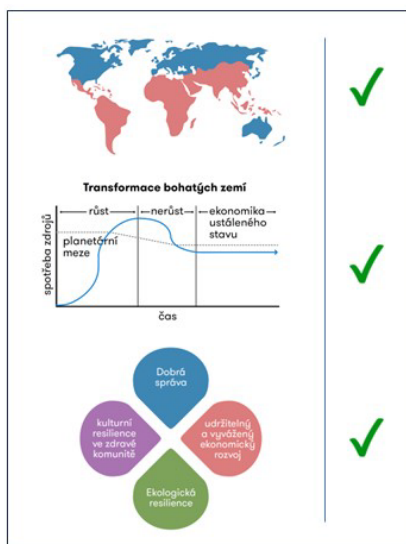 Transformace bohatých zemí
růst
nerůst
ekonomika
ustáleného
stavu
planetární
meze
spotřeba zdrojů
čas
Dobrá
správa
kulturní
resilience
ve zdravé
komunitě
udržitelný
a vyvážený
ekonomický
rozvoj
Ekologická
resilience